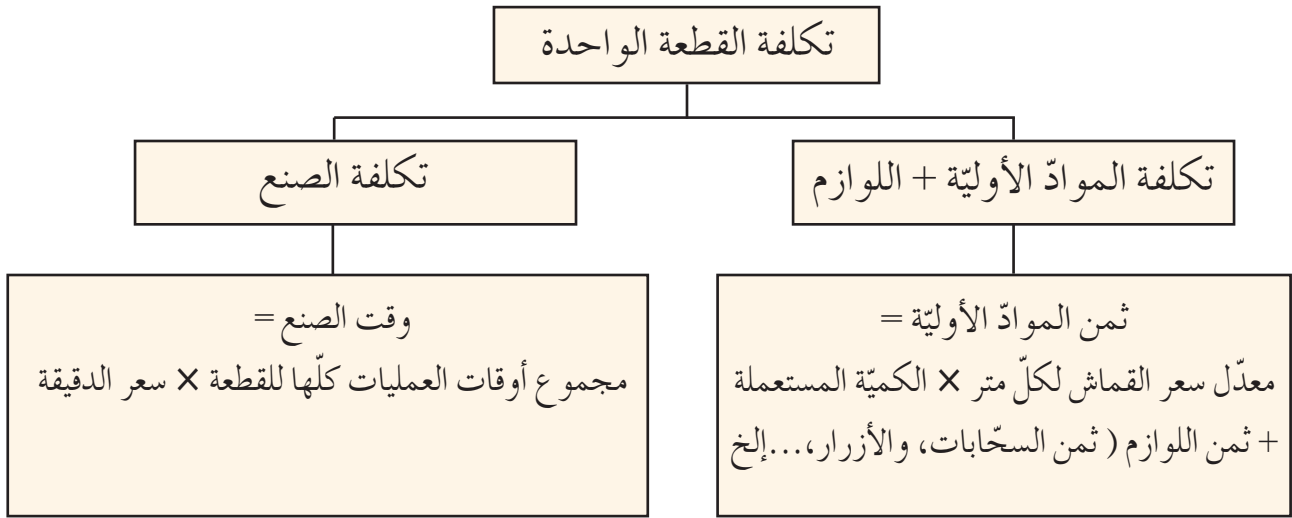 تكلفة القطعة الواحدة
تكلفة الموادّ الأوليّة + اللوازم
تكلفة الصنع
ثمن الموادّ الأوليّة =
معدّل سعر القماش لكلّ متر × الكميّة المستعملة
+ ثمن اللوازم ( ثمن السحّابات، والأزرار،...إلخ
وقت الصنع =
مجموع أوقات العمليات كلّها للقطعة × سعر الدقيقة